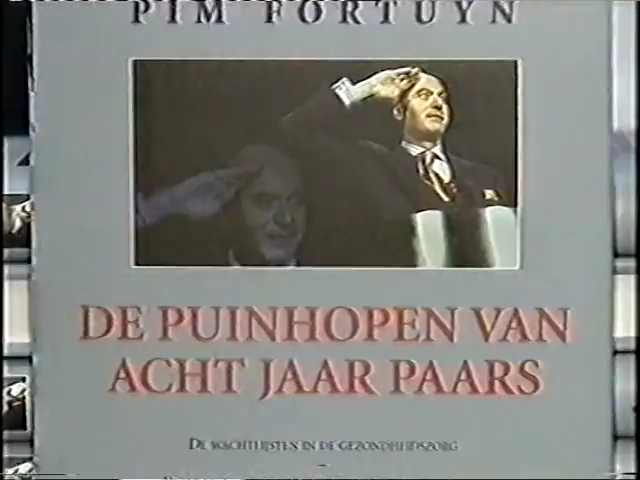 PIM FORTUYN
DE PUINHOPEN VAN
ACHT JAAR PAARS
DE WACHTLIJSTEN IN DE GEZONDHEIDSZORG